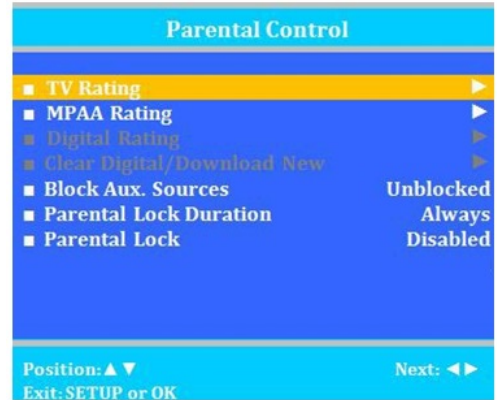 Parental Control
TV Rating
MPAA Rating
Digital Rating
Clear Digital/Download New
Block Aux. Sources Unblocked
Parental Lock Duration Always
Parental Lock Disabled
Position:▲ ▼ Next: ◀▶
Exit:SETUP or OK